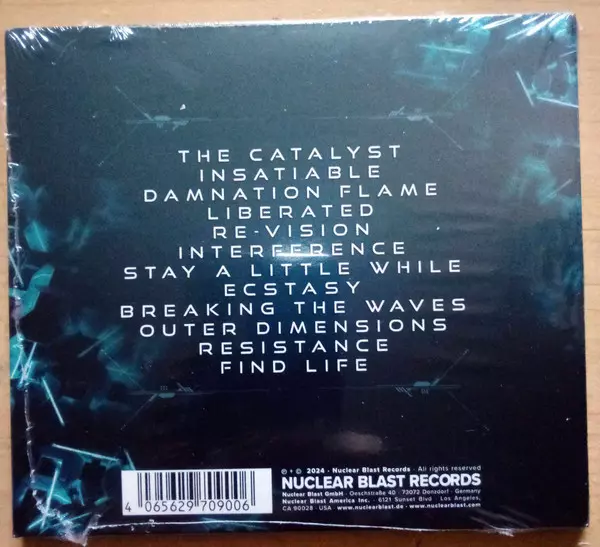 THE CATALYST
INSATIABLE
DAMNATION FLAME
LIBERATED
RE-VISION
INTERFERENCE
STAY A LITTLE WHILE
ECSTASY
BREAKING THE WAVES
OUTER DIMENSIONS
RESISTANCE
FIND LIFE
℗ + © 2024 · Nuclear Blast Records · All rights reserved
NUCLEAR BLAST RECORDS
Nuclear Blast GmbH · Oeschstraße 40 · 73072 Donzdorf · Germany
Nuclear Blast America Inc. · 6121 Sunset Blvd · Los Angeles,
CA 90028 · USA · www.nuclearblast.de · www.nuclearblast.com
4 065629 709006